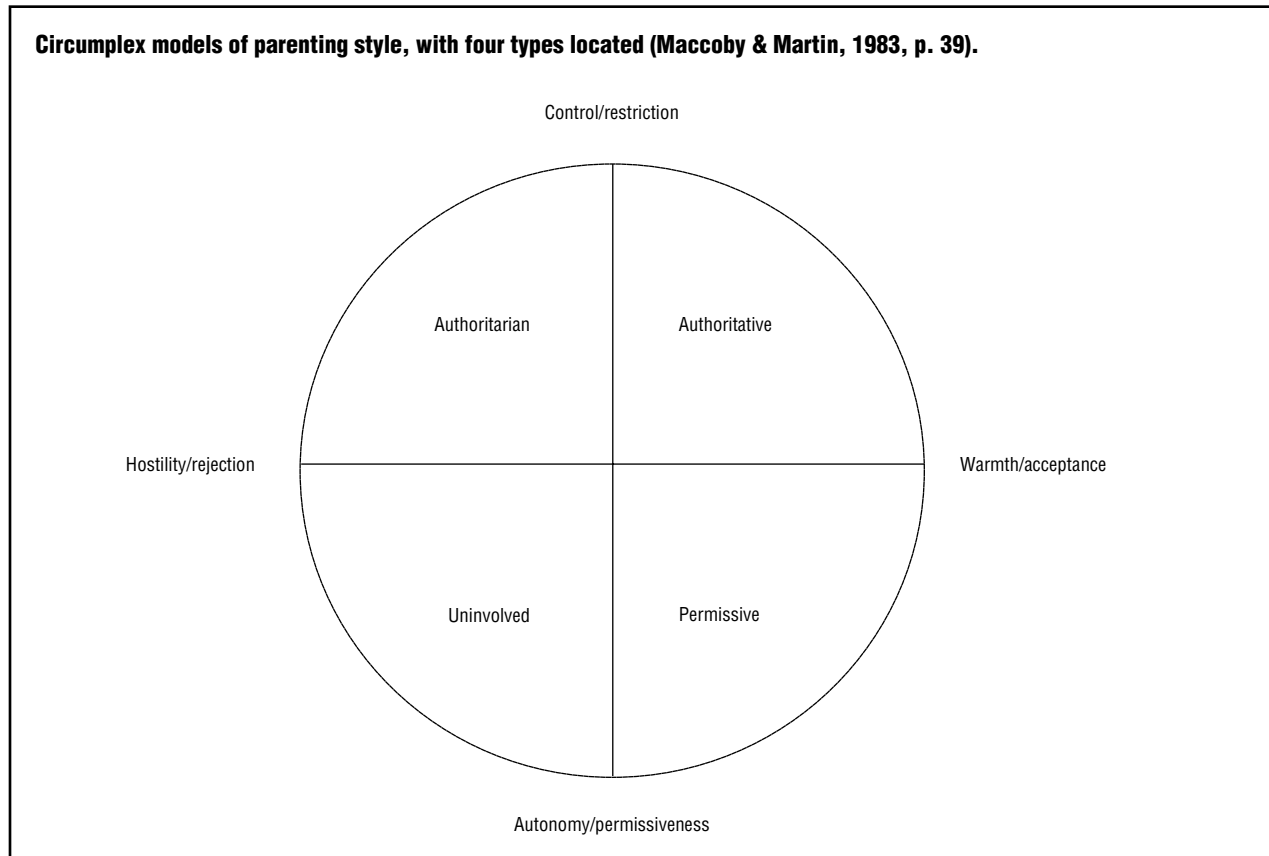 Circumplex models of parenting style, with four types located (Maccoby & Martin, 1983, p. 39).
Control/restriction
Authoritarian
Authoritative
Hostility/rejection
Warmth/acceptance
Uninvolved
Permissive
Autonomy/permissiveness